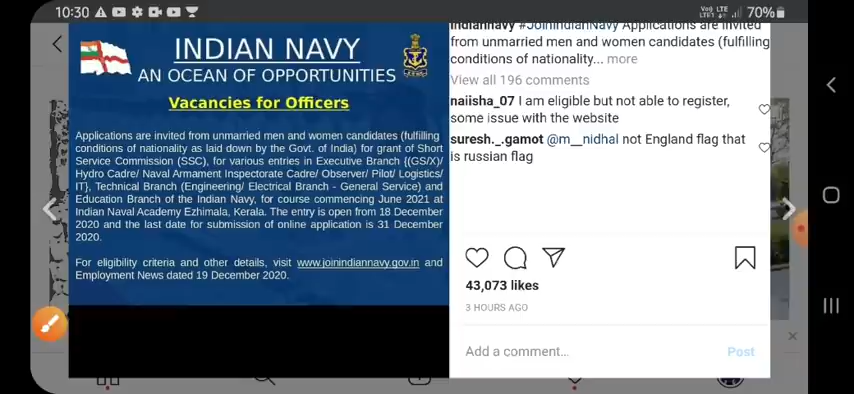 10:30
Vo) LTE
LTE1
70%
INDIAN NAVY
AN OCEAN OF OPPORTUNITIES
Vacancies for Officers
Applications are invited from unmarried men and women candidates (fulfilling
conditions of nationality as laid down by the Govt. of India) for grant of Short
Service Commission (SSC), for various entries in Executive Branch {(GS/X)/
Hydro Cadre/ Naval Armament Inspectorate Cadre/ Observer/ Pilot/ Logistics/
IT}, Technical Branch (Engineering/ Electrical Branch - General Service) and
Education Branch of the Indian Navy, for course commencing June 2021 at
Indian Naval Academy Ezhimala, Kerala. The entry is open from 18 December
2020 and the last date for submission of online application is 31 December
2020.
For eligibility criteria and other details, visit www.joinindiannavy.gov.in and
Employment News dated 19 December 2020.
indiannavy #JoinIndianNavy Applications are invited
from unmarried men and women candidates (fulfilling
conditions of nationality... more
View all 196 comments
naiisha_07 I am eligible but not able to register,
some issue with the website
suresh._.gamot @m__nidhal not England flag that
is russian flag
43,073 likes
3 HOURS AGO
Add a comment...
Post